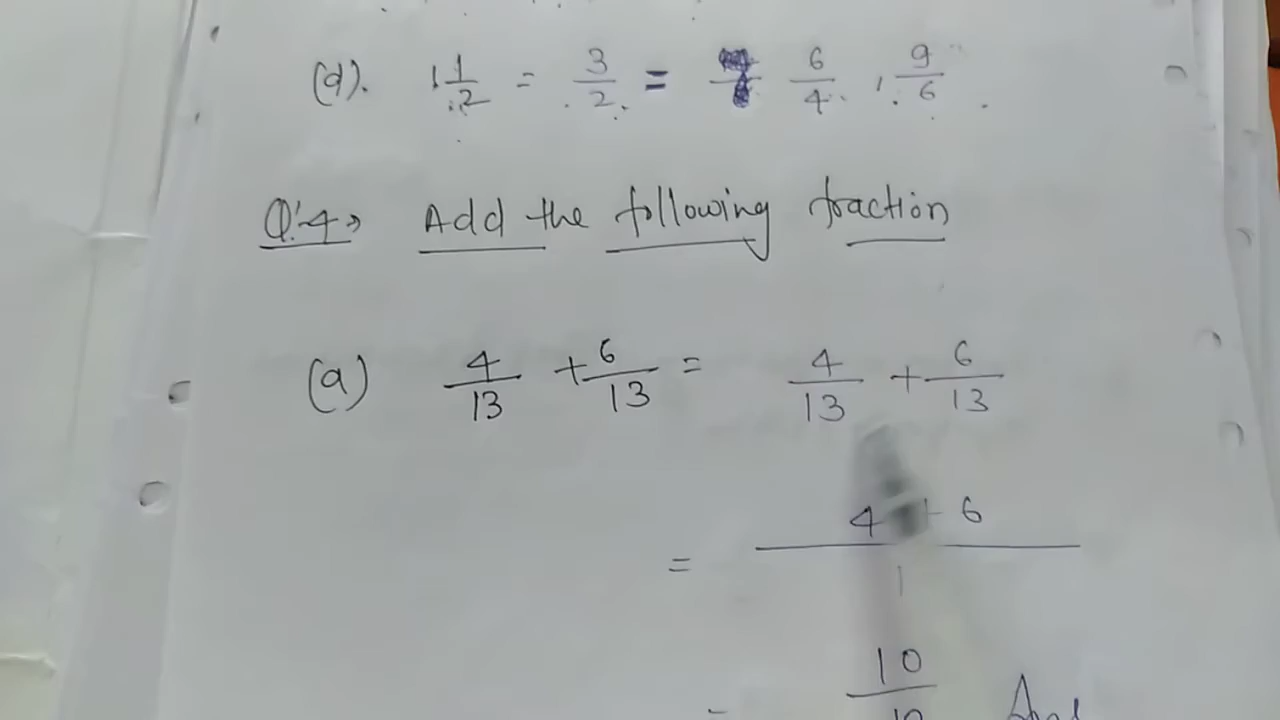 (d). 1 1/2 = 3/2 = 6/4, 9/6
Q.4→ Add the following fraction
(a) 4/13 + 6/13 = 4/13 + 6/13
= 4 + 6 / 1
= 10